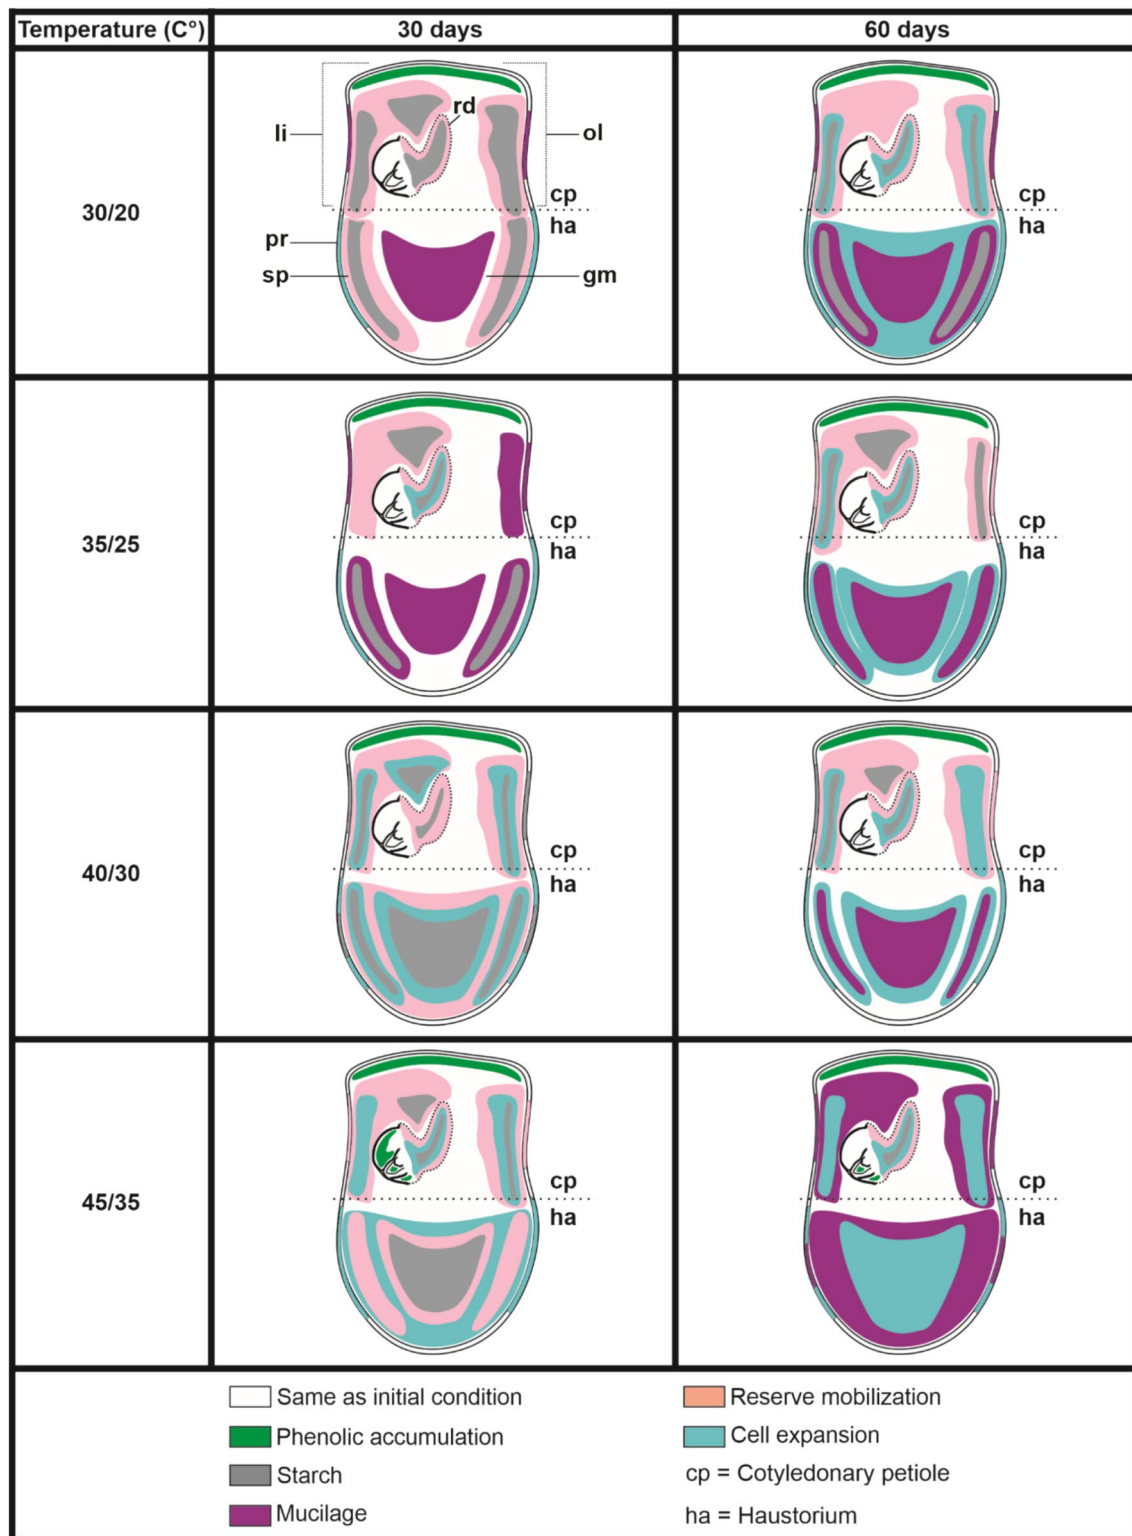 Temperature (C°) 30 days 60 days
rd
li ol
30/20 cp cp
ha ha
pr
sp gm
35/25 cp cp
ha ha
40/30 cp cp
ha ha
45/35 cp cp
ha ha
Same as initial condition Reserve mobilization
Phenolic accumulation Cell expansion
Starch cp = Cotyledonary petiole
Mucilage ha = Haustorium